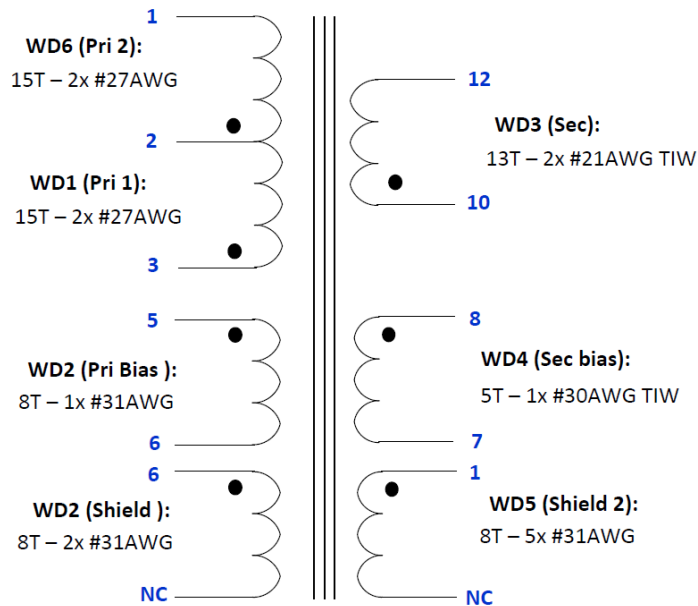 1
WD6 (Pri 2):
15T – 2x #27AWG
2
WD1 (Pri 1):
15T – 2x #27AWG
3
5
WD2 (Pri Bias ):
8T – 1x #31AWG
6
6
WD2 (Shield ):
8T – 2x #31AWG
NC
12
WD3 (Sec):
13T – 2x #21AWG TIW
10
8
WD4 (Sec bias):
5T – 1x #30AWG TIW
7
1
WD5 (Shield 2):
8T – 5x #31AWG
NC